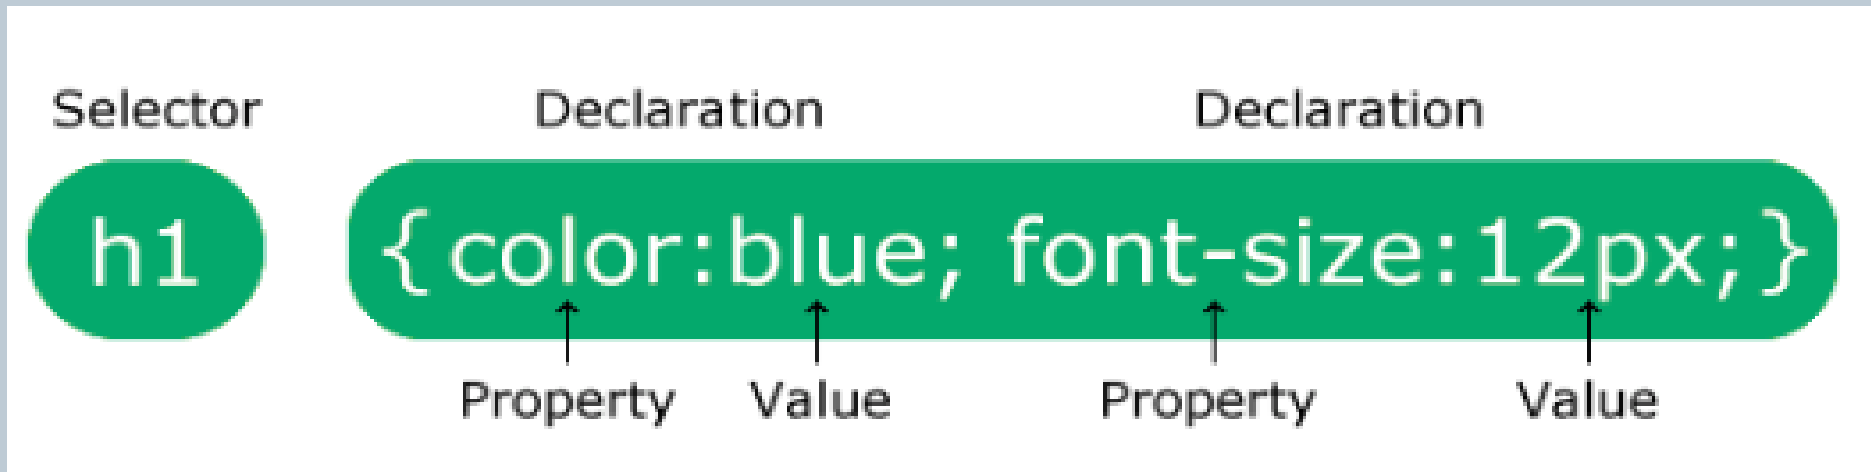 Selector Declaration Declaration
h1 {color:blue; font-size:12px;}
Property Value Property Value